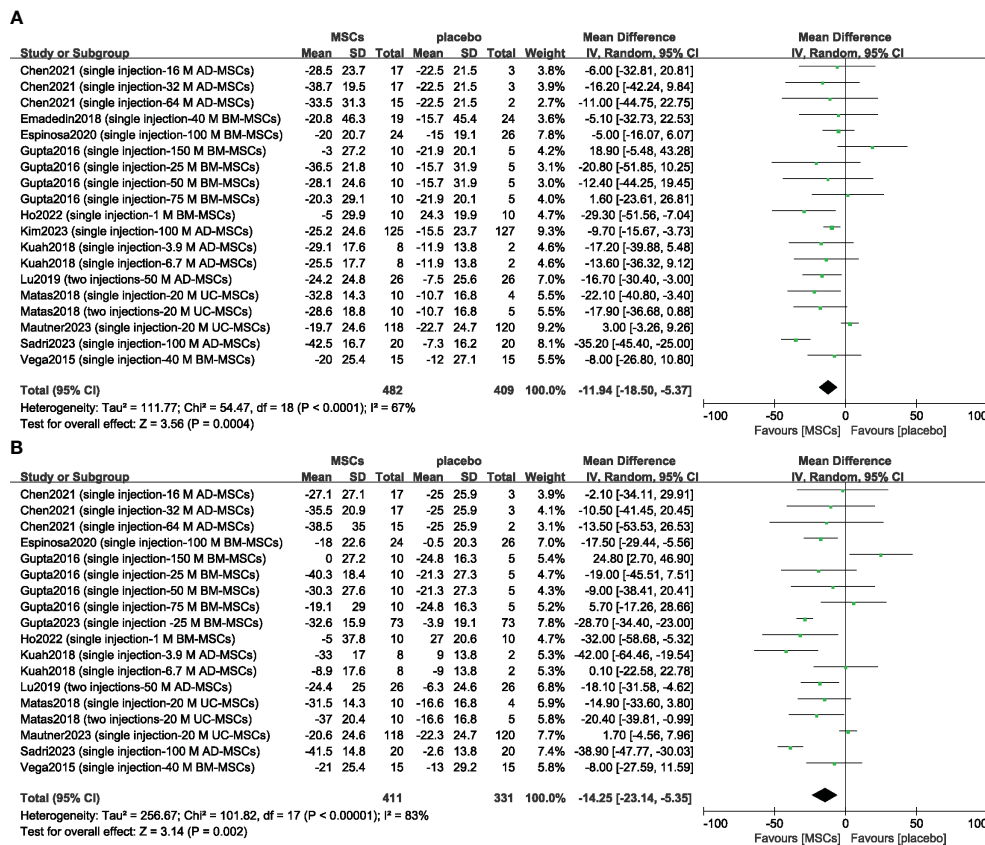 A
MSCs placebo Mean Difference Mean Difference
Study or Subgroup Mean SD Total Mean SD Total Weight IV, Random, 95% CI IV, Random, 95% CI
Chen2021 (single injection-16 M AD-MSCs) -28.5 23.7 17 -22.5 21.5 3 3.8% -6.00 [-32.81, 20.81]
Chen2021 (single injection-32 M AD-MSCs) -38.7 19.5 17 -22.5 21.5 3 3.9% -16.20 [-42.24, 9.84]
Chen2021 (single injection-64 M AD-MSCs) -33.5 31.3 15 -22.5 21.5 2 2.7% -11.00 [-44.75, 22.75]
Emadedin2018 (single injection-40 M BM-MSCs) -20.8 46.3 19 -15.7 45.4 24 3.6% -5.10 [-32.73, 22.53]
Espinosa2020 (single injection-100 M BM-MSCs) -20 20.7 24 -15 19.1 26 7.8% -5.00 [-16.07, 6.07]
Gupta2016 (single injection-150 M BM-MSCs) -3 27.2 10 -21.9 20.1 5 4.2% 18.90 [-5.48, 43.28]
Gupta2016 (single injection-25 M BM-MSCs) -36.5 21.8 10 -15.7 31.9 5 3.1% -20.80 [-51.85, 10.25]
Gupta2016 (single injection-50 M BM-MSCs) -28.1 24.6 10 -15.7 31.9 5 3.0% -12.40 [-44.25, 19.45]
Gupta2016 (single injection-75 M BM-MSCs) -20.3 29.1 10 -21.9 20.1 5 4.0% 1.60 [-23.61, 26.81]
Ho2022 (single injection-1 M BM-MSCs) -5 29.9 10 24.3 19.9 10 4.7% -29.30 [-51.56, -7.04]
Kim2023 (single injection-100 M AD-MSCs) -25.2 24.6 125 -15.5 23.7 127 9.3% -9.70 [-15.67, -3.73]
Kuah2018 (single injection-3.9 M AD-MSCs) -29.1 17.6 8 -11.9 13.8 2 4.6% -17.20 [-39.88, 5.48]
Kuah2018 (single injection-6.7 M AD-MSCs) -25.5 17.7 8 -11.9 13.8 2 4.6% -13.60 [-36.32, 9.12]
Lu2019 (two injections-50 M AD-MSCs) -24.2 24.8 26 -7.5 25.6 26 7.0% -16.70 [-30.40, -3.00]
Matas2018 (single injection-20 M UC-MSCs) -32.8 14.3 10 -10.7 16.8 4 5.5% -22.10 [-40.80, -3.40]
Matas2018 (two injections-20 M UC-MSCs) -28.6 18.8 10 -10.7 16.8 5 5.5% -17.90 [-36.68, 0.88]
Mautner2023 (single injection-20 M UC-MSCs) -19.7 24.6 118 -22.7 24.7 120 9.2% 3.00 [-3.26, 9.26]
Sadri2023 (single injection-100 M AD-MSCs) -42.5 16.7 20 -7.3 16.2 20 8.1% -35.20 [-45.40, -25.00]
Vega2015 (single injection-40 M BM-MSCs) -20 25.4 15 -12 27.1 15 5.5% -8.00 [-26.80, 10.80]
Total (95% CI) 482 409 100.0% -11.94 [-18.50, -5.37]
Heterogeneity: Tau² = 111.77; Chi² = 54.47, df = 18 (P < 0.0001); I² = 67%
Test for overall effect: Z = 3.56 (P = 0.0004)
-100 -50 0 50 100
Favours [MSCs] Favours [placebo]
B
MSCs placebo Mean Difference Mean Difference
Study or Subgroup Mean SD Total Mean SD Total Weight IV, Random, 95% CI IV, Random, 95% CI
Chen2021 (single injection-16 M AD-MSCs) -27.1 27.1 17 -25 25.9 3 3.9% -2.10 [-34.11, 29.91]
Chen2021 (single injection-32 M AD-MSCs) -35.5 20.9 17 -25 25.9 3 4.1% -10.50 [-41.45, 20.45]
Chen2021 (single injection-64 M AD-MSCs) -38.5 35 15 -25 25.9 2 3.1% -13.50 [-53.53, 26.53]
Espinosa2020 (single injection-100 M BM-MSCs) -18 22.6 24 -0.5 20.3 26 7.0% -17.50 [-29.44, -5.56]
Gupta2016 (single injection-150 M BM-MSCs) 0 27.2 10 -24.8 16.3 5 5.3% 24.80 [2.70, 46.90]
Gupta2016 (single injection-25 M BM-MSCs) -40.3 18.4 10 -21.3 27.3 5 4.7% -19.00 [-45.51, 7.51]
Gupta2016 (single injection-50 M BM-MSCs) -30.3 27.6 10 -21.3 27.3 5 4.3% -9.00 [-38.41, 20.41]
Gupta2016 (single injection-75 M BM-MSCs) -19.1 29 10 -24.8 16.3 5 5.2% 5.70 [-17.26, 28.66]
Gupta2023 (single injection -25 M BM-MSCs) -32.6 15.9 73 -3.9 19.1 73 7.8% -28.70 [-34.40, -23.00]
Ho2022 (single injection-1 M BM-MSCs) -5 37.8 10 27 20.6 10 4.7% -32.00 [-58.68, -5.32]
Kuah2018 (single injection-3.9 M AD-MSCs) -33 17 8 9 13.8 2 5.3% -42.00 [-64.46, -19.54]
Kuah2018 (single injection-6.7 M AD-MSCs) -8.9 17.6 8 -9 13.8 2 5.2% 0.10 [-22.58, 22.78]
Lu2019 (two injections-50 M AD-MSCs) -24.4 25 26 -6.3 24.6 26 6.8% -18.10 [-31.58, -4.62]
Matas2018 (single injection-20 M UC-MSCs) -31.5 14.3 10 -16.6 16.8 4 5.9% -14.90 [-33.60, 3.80]
Matas2018 (two injections-20 M UC-MSCs) -37 20.4 10 -16.6 16.8 5 5.8% -20.40 [-39.81, -0.99]
Mautner2023 (single injection-20 M UC-MSCs) -20.6 24.6 118 -22.3 24.7 120 7.7% 1.70 [-4.56, 7.96]
Sadri2023 (single injection-100 M AD-MSCs) -41.5 14.8 20 -2.6 13.8 20 7.4% -38.90 [-47.77, -30.03]
Vega2015 (single injection-40 M BM-MSCs) -21 25.4 15 -13 29.2 15 5.8% -8.00 [-27.59, 11.59]
Total (95% CI) 411 331 100.0% -14.25 [-23.14, -5.35]
Heterogeneity: Tau² = 256.67; Chi² = 101.82, df = 17 (P < 0.00001); I² = 83%
Test for overall effect: Z = 3.14 (P = 0.002)
-100 -50 0 50 100
Favours [MSCs] Favours [placebo]